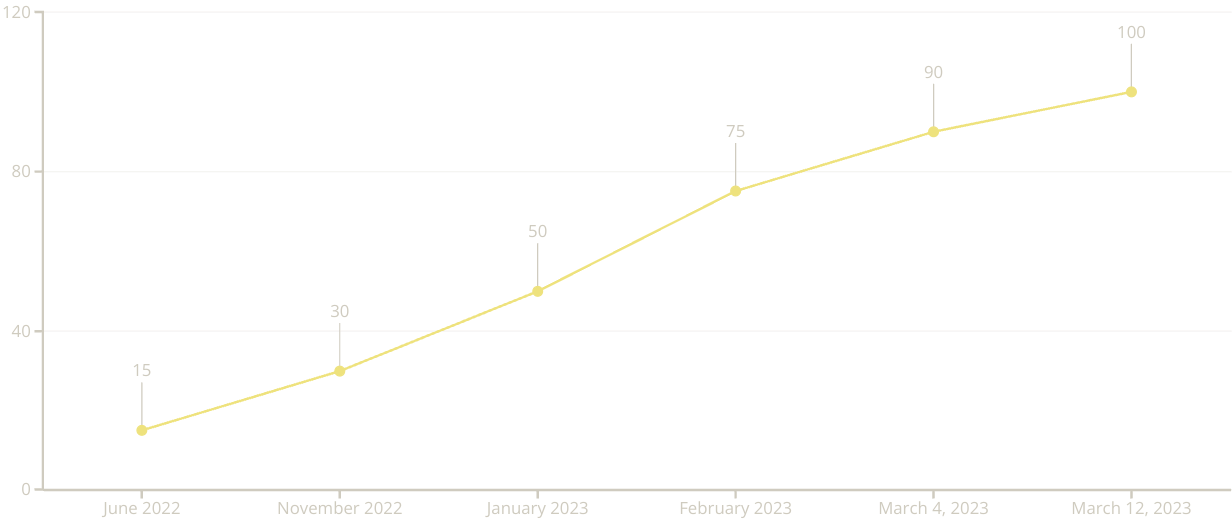 120
100
90
80
75
50
40
30
15
0
June 2022
November 2022
January 2023
February 2023
March 4, 2023
March 12, 2023